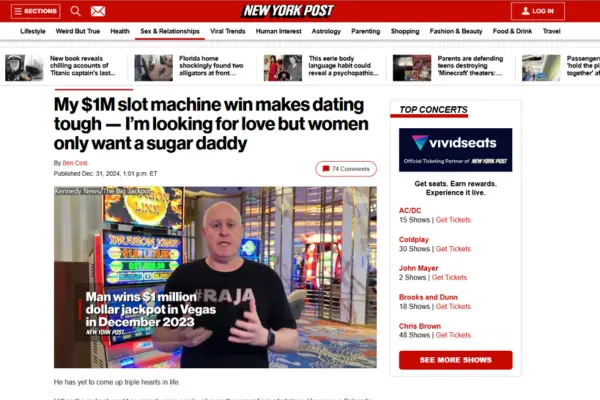 SECTIONS
NEW YORK POST
LOG IN
Lifestyle Weird But True Health Sex & Relationships Viral Trends Human Interest Astrology Parenting Shopping Fashion & Beauty Food & Drink Travel
New book reveals
chilling accounts of
Titanic captain's last...
Florida home
shockingly found two
alligators at front...
This eerie body
language habit could
reveal a psychopathic...
Parents are defending
teens destroying
'Minecraft' theaters:...
Passengers
'hold the pl
together' af
My $1M slot machine win makes dating
tough — I'm looking for love but women
only want a sugar daddy
By Ben Cost
Published Dec. 31, 2024, 1:01 p.m. ET
74 Comments
Kennedy News/The Big Jackpot
DRAGON LINK
#RAJA
Man wins $1 million
dollar jackpot in Vegas
in December 2023
NEW YORK POST
He has yet to come up triple hearts in life.
TOP CONCERTS
vividseats
Official Ticketing Partner of NEW YORK POST
Get seats. Earn rewards.
Experience it live.
AC/DC
15 Shows | Get Tickets
Coldplay
30 Shows | Get Tickets
John Mayer
2 Shows | Get Tickets
Brooks and Dunn
18 Shows | Get Tickets
Chris Brown
48 Shows | Get Tickets
SEE MORE SHOWS